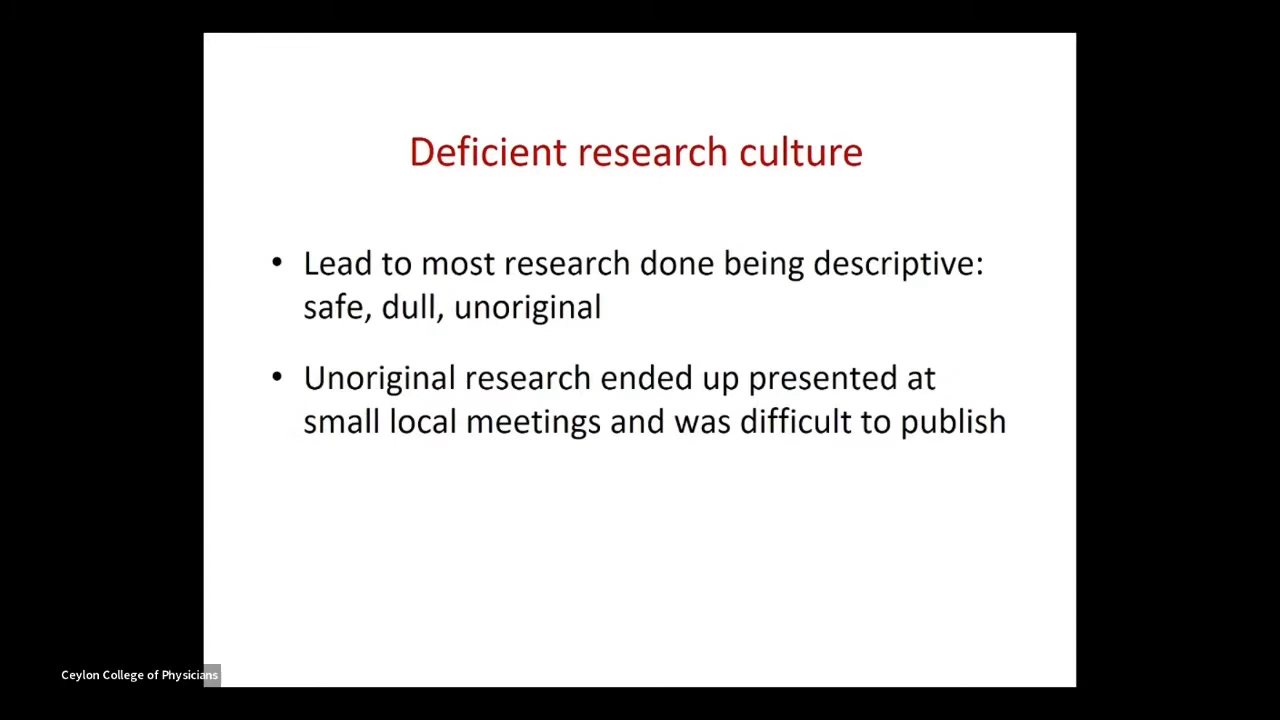 Deficient research culture
• Lead to most research done being descriptive:
safe, dull, unoriginal
• Unoriginal research ended up presented at
small local meetings and was difficult to publish
Ceylon College of Physicians